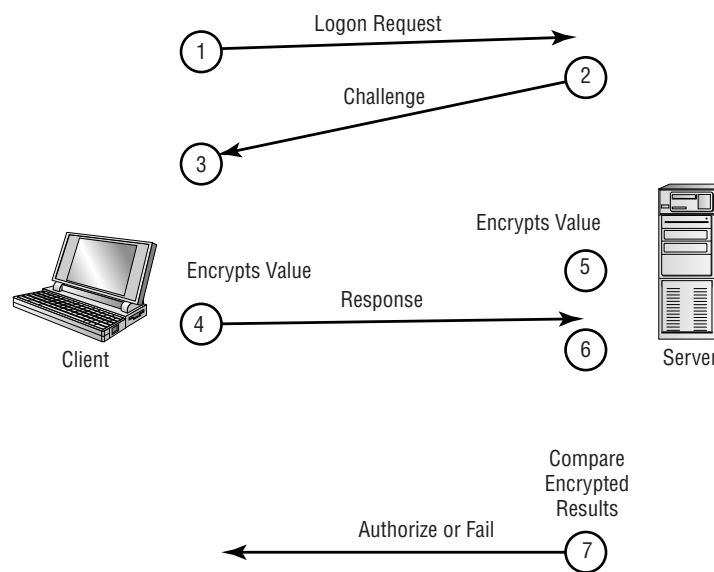 Logon Request
1
2
Challenge
3
Encrypts Value
5
Encrypts Value
Response
4
6
Client
Server
Compare
Encrypted
Results
Authorize or Fail
7